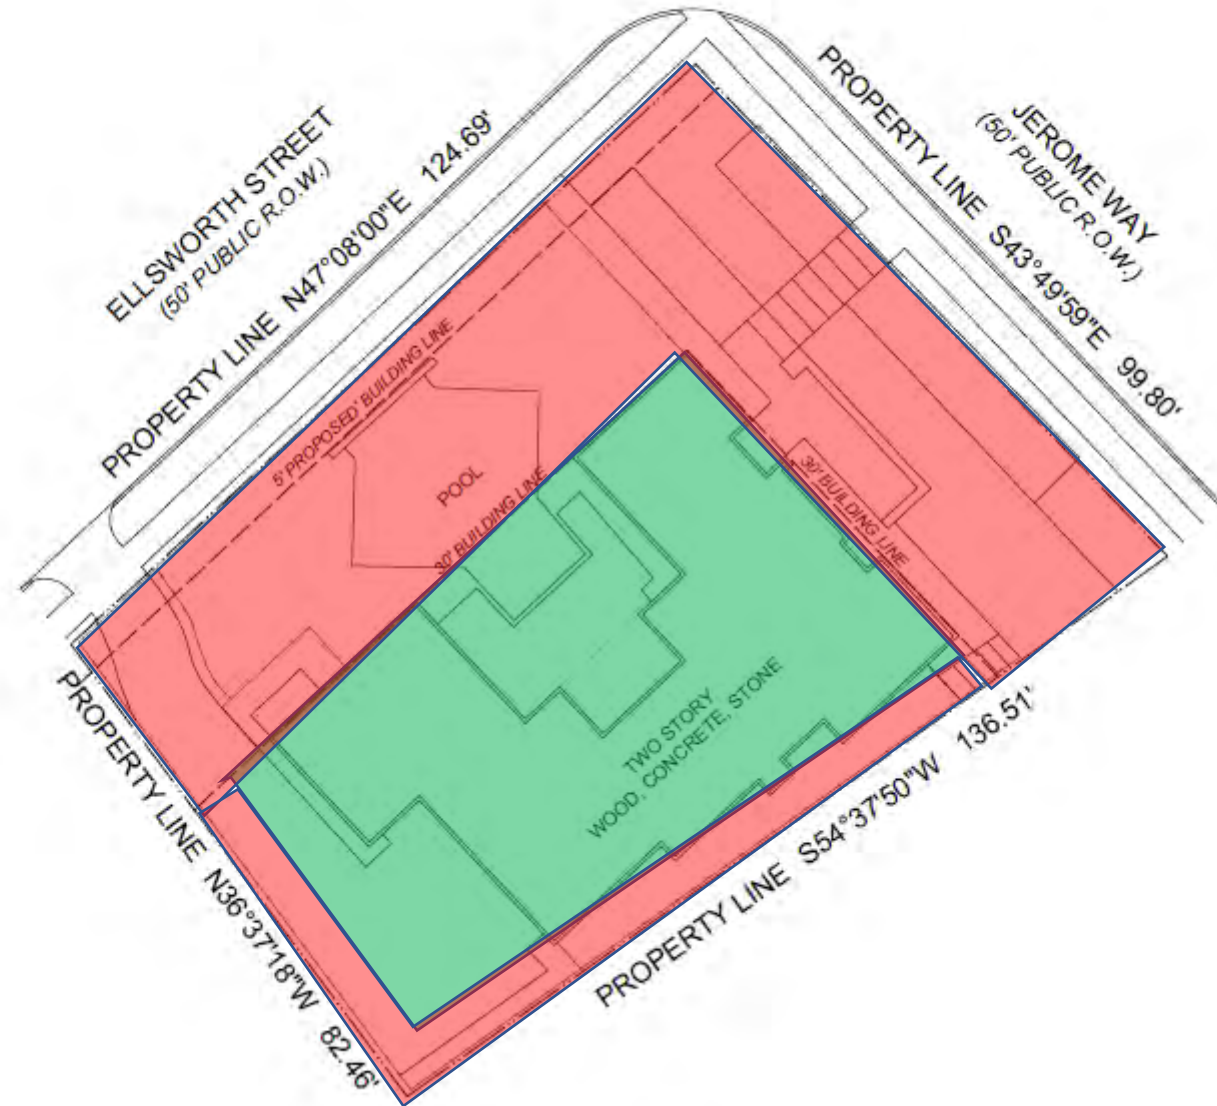 ELLSWORTH STREET
(50' PUBLIC R.O.W.)
PROPERTY LINE N47°08'00"E 124.69'
JEROME WAY
(50' PUBLIC R.O.W.)
PROPERTY LINE S43°49'59"E 99.80'
5' PROPOSED' BUILDING LINE
POOL
30' BUILDING LINE
30' BUILDING LINE
TWO STORY
WOOD, CONCRETE, STONE
PROPERTY LINE N36°37'18"W 82.46'
PROPERTY LINE S54°37'50"W 136.51'